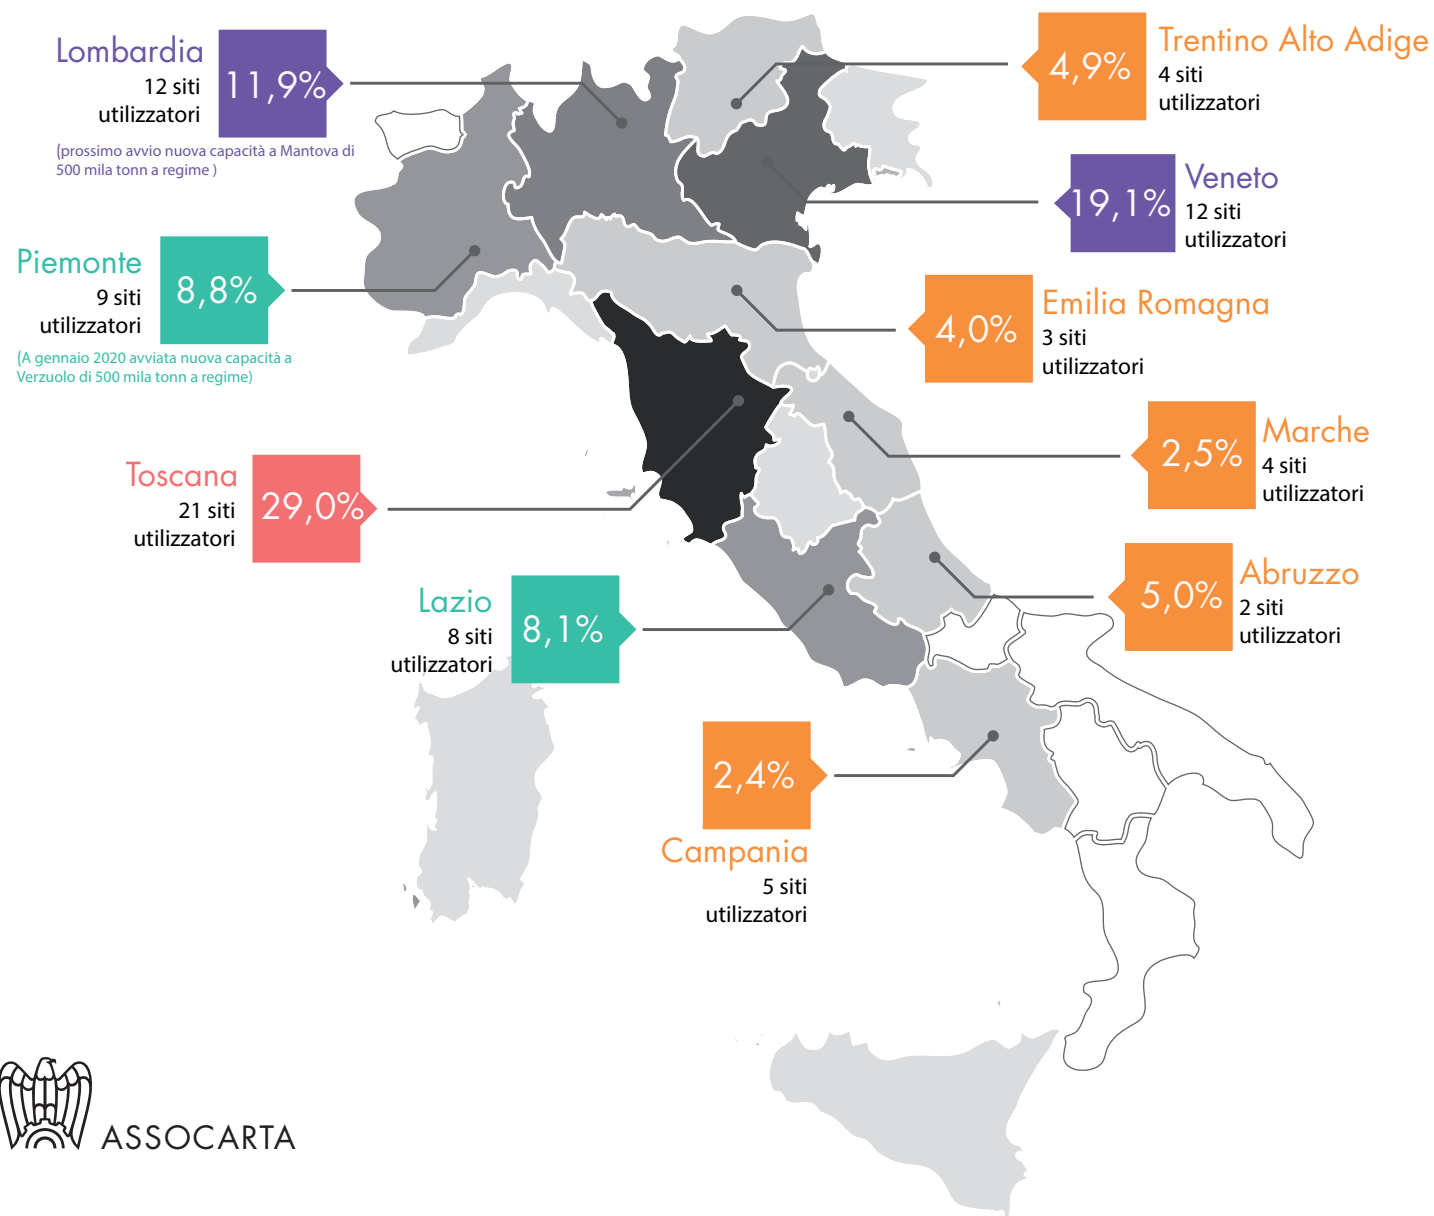 Lombardia
12 siti
utilizzatori
11,9%
(prossimo avvio nuova capacità a Mantova di
500 mila tonn a regime )
Trentino Alto Adige
4,9%
4 siti
utilizzatori
Veneto
19,1%
12 siti
utilizzatori
Piemonte
8,8%
9 siti
utilizzatori
(A gennaio 2020 avviata nuova capacità a
Verzuolo di 500 mila tonn a regime)
Emilia Romagna
4,0%
3 siti
utilizzatori
Marche
2,5%
4 siti
utilizzatori
Toscana
29,0%
21 siti
utilizzatori
Abruzzo
5,0%
2 siti
utilizzatori
Lazio
8,1%
8 siti
utilizzatori
2,4%
Campania
5 siti
utilizzatori
ASSOCARTA